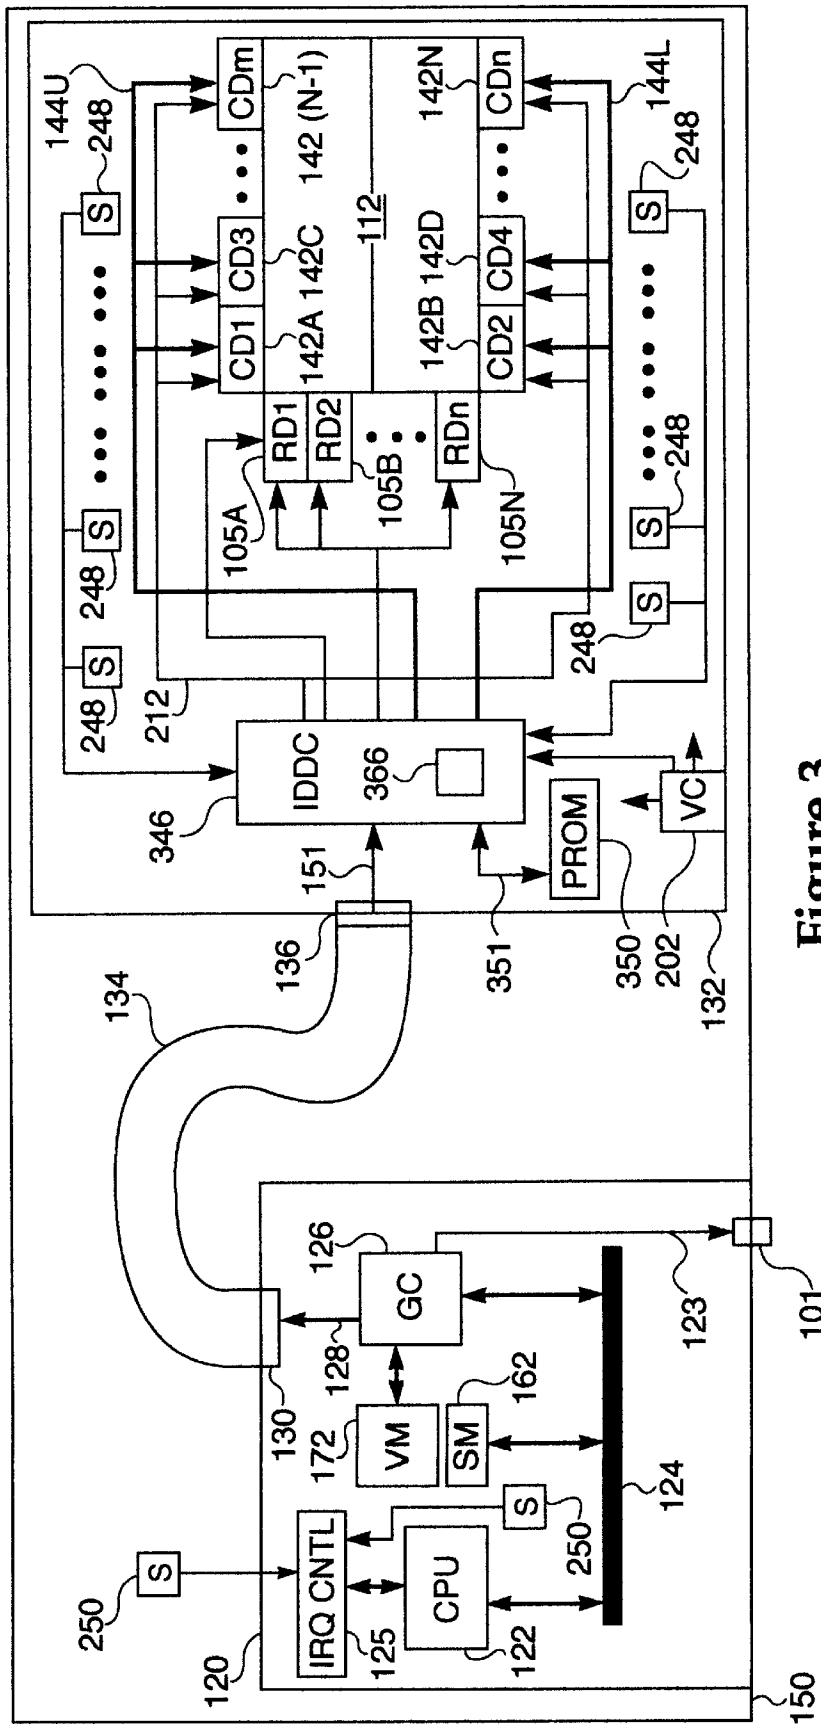 144U
248
S
248
S
248
S
212
134
250
S
CDm
CD3
CD1
142 (N-1)
142C
142A
RD1
RD2
RDn
105A
105B
105N
112
142N
142D
142B
CDn
CD4
CD2
144L
346
IDDC
366
151
136
120
130
128
126
GC
IRQ CNTL
125
172
VM
162
SM
CPU
122
S
250
124
123
351
PROM
350
VC
202
132
S
248
S
248
S
248
150
101
Figure 3